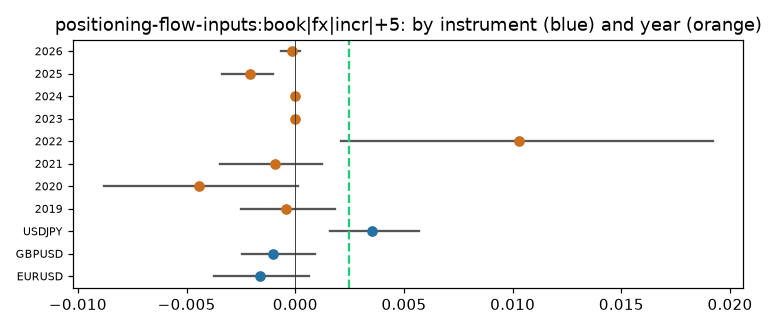 positioning-flow-inputs:book|fx|incr|+5: by instrument (blue) and year (orange)
2026
2025
2024
2023
2022
2021
2020
2019
USDJPY
GBPUSD
EURUSD
−0.010 −0.005 0.000 0.005 0.010 0.015 0.020